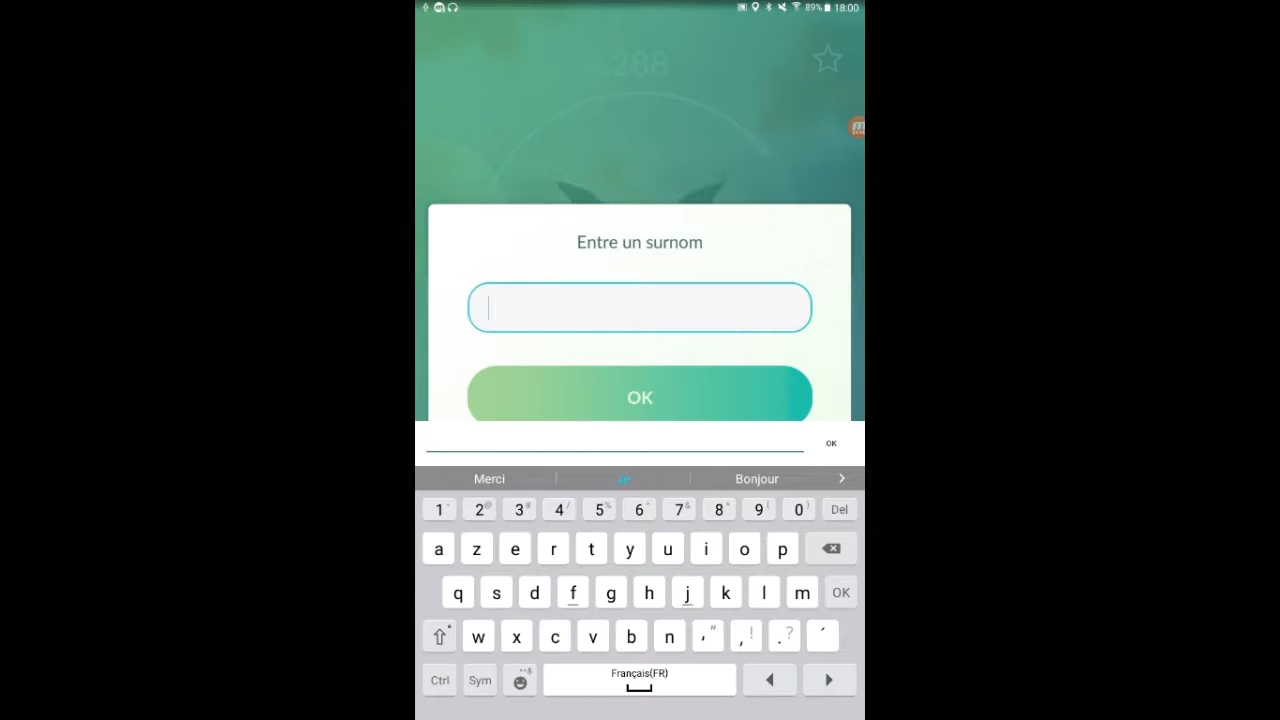 89% 18:00
288
Entre un surnom
OK
OK
Merci Je Bonjour
1 - 2 @ 3 # 4 / 5 % 6 ^ 7 & 8 * 9 ( 0 ) Del
a z e r t y u i o p
q s d f g h j k l m OK
w x c v b n ' " , ! . ? ´
Ctrl Sym Français(FR)